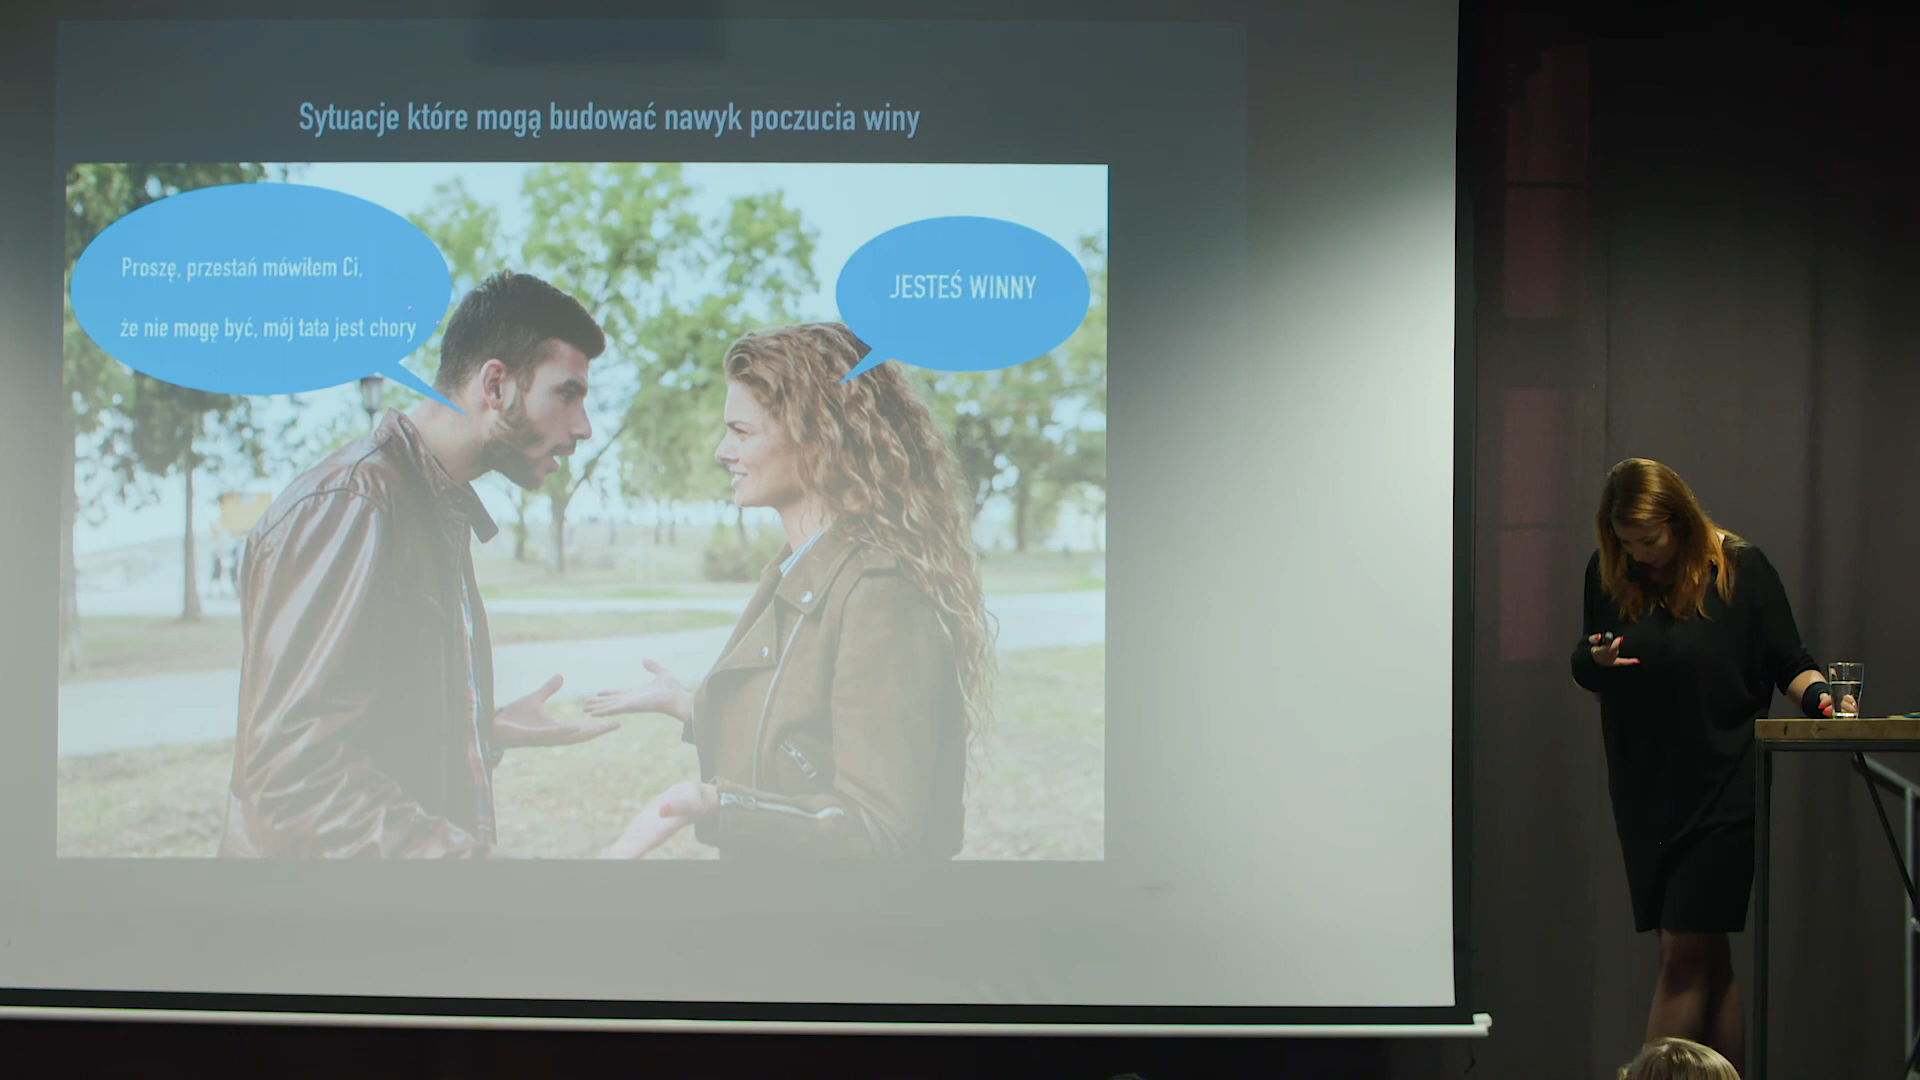 Sytuacje które mogą budować nawyk poczucia winy
Proszę, przestań mówiłem Ci,
że nie mogę być, mój tata jest chory
JESTEŚ WINNY